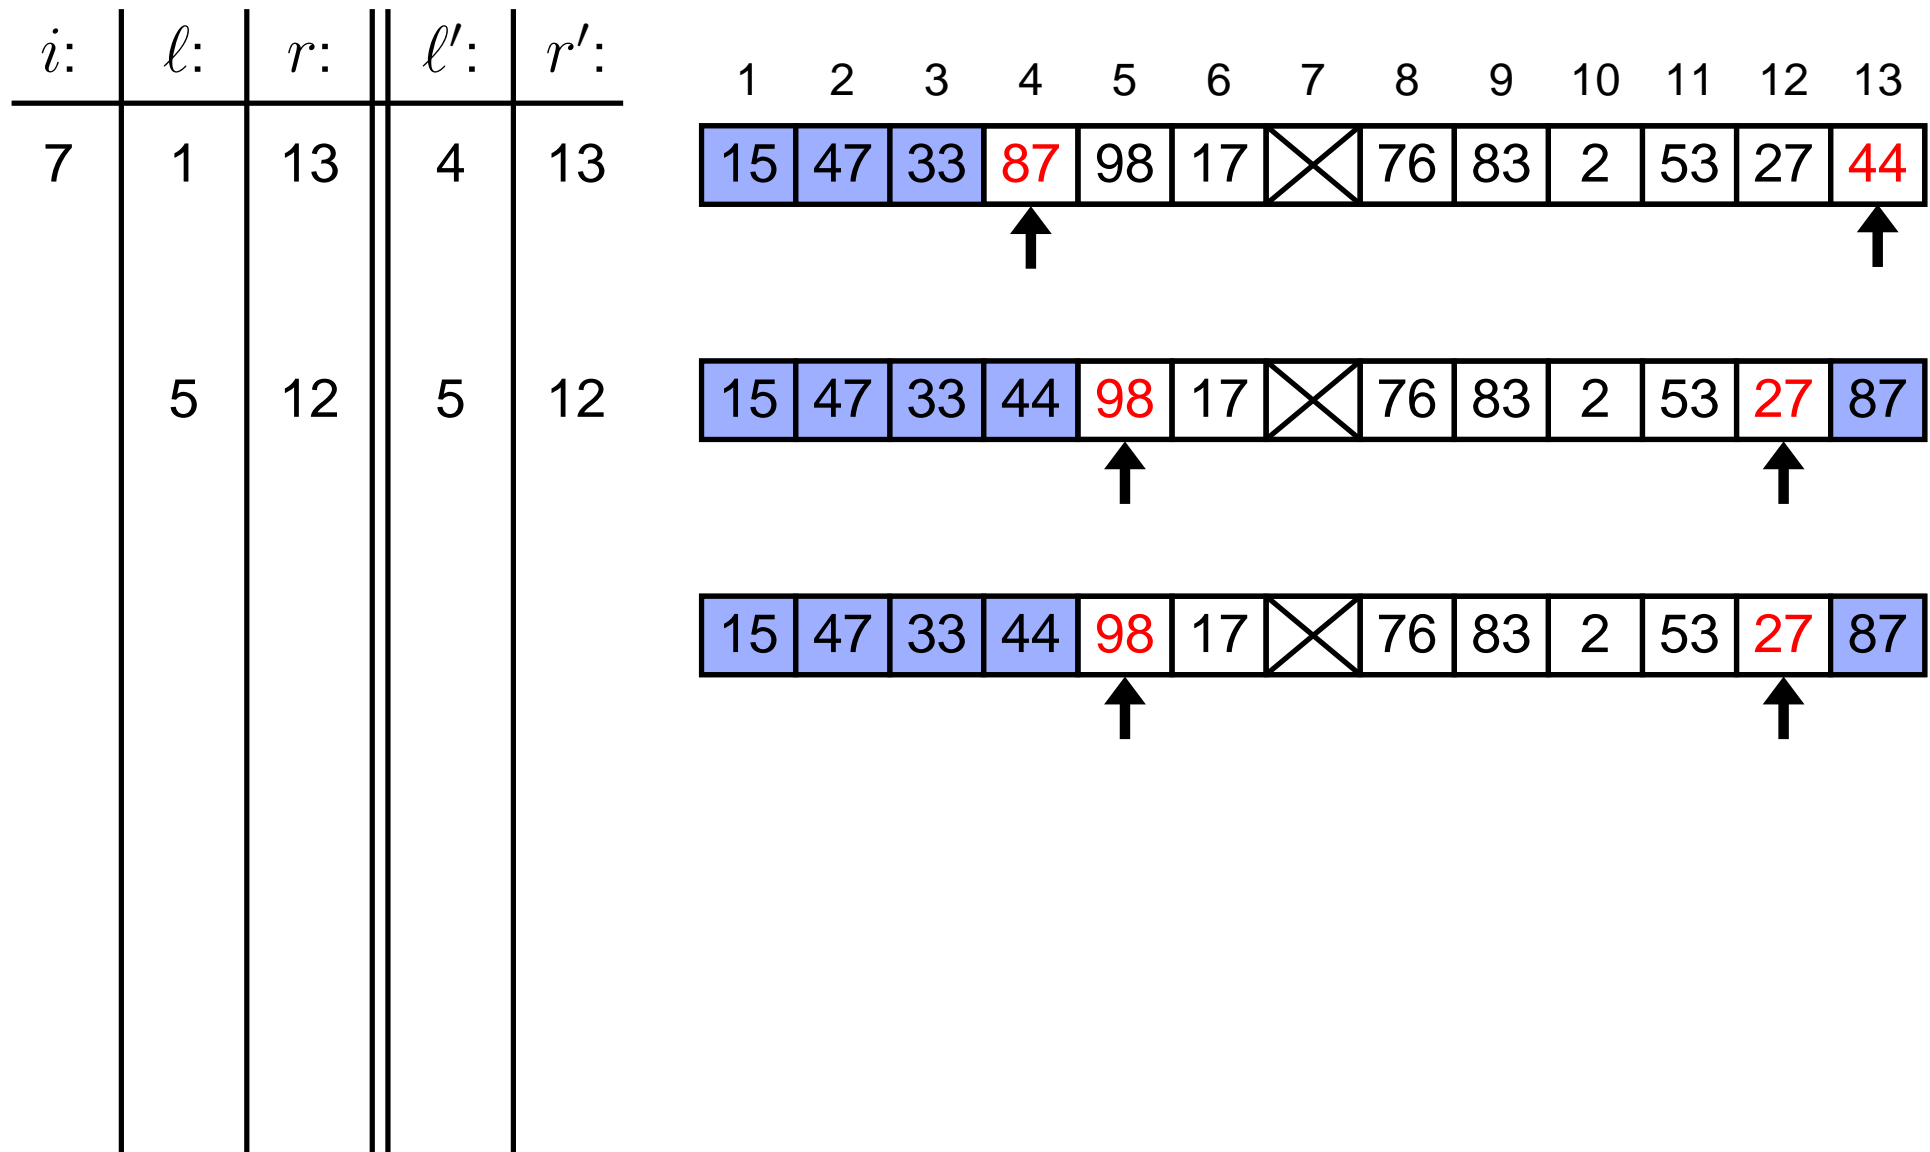 i: ℓ: r: ℓ′: r′:
1 2 3 4 5 6 7 8 9 10 11 12 13
7 1 13 4 13 15 47 33 87 98 17 76 83 2 53 27 44
5 12 5 12 15 47 33 44 98 17 76 83 2 53 27 87
15 47 33 44 98 17 76 83 2 53 27 87